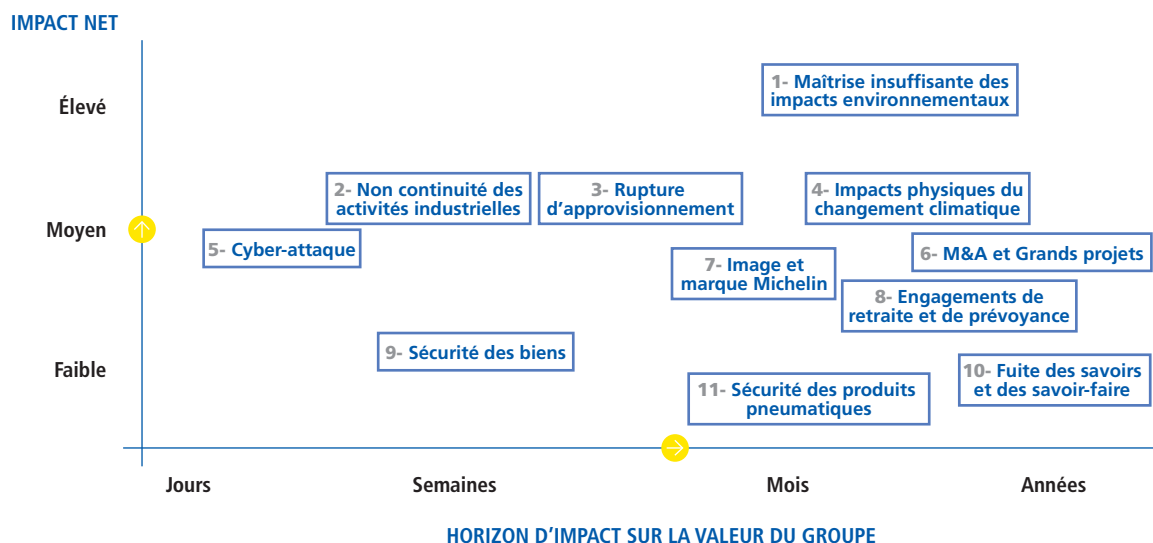 IMPACT NET
Élevé
1- Maîtrise insuffisante des
impacts environnementaux
2- Non continuité des
activités industrielles
3- Rupture
d’approvisionnement
4- Impacts physiques du
changement climatique
Moyen
5- Cyber-attaque
6- M&A et Grands projets
7- Image et
marque Michelin
8- Engagements de
retraite et de prévoyance
9- Sécurité des biens
Faible
10- Fuite des savoirs
et des savoir-faire
11- Sécurité des produits
pneumatiques
Jours
Semaines
Mois
Années
HORIZON D’IMPACT SUR LA VALEUR DU GROUPE